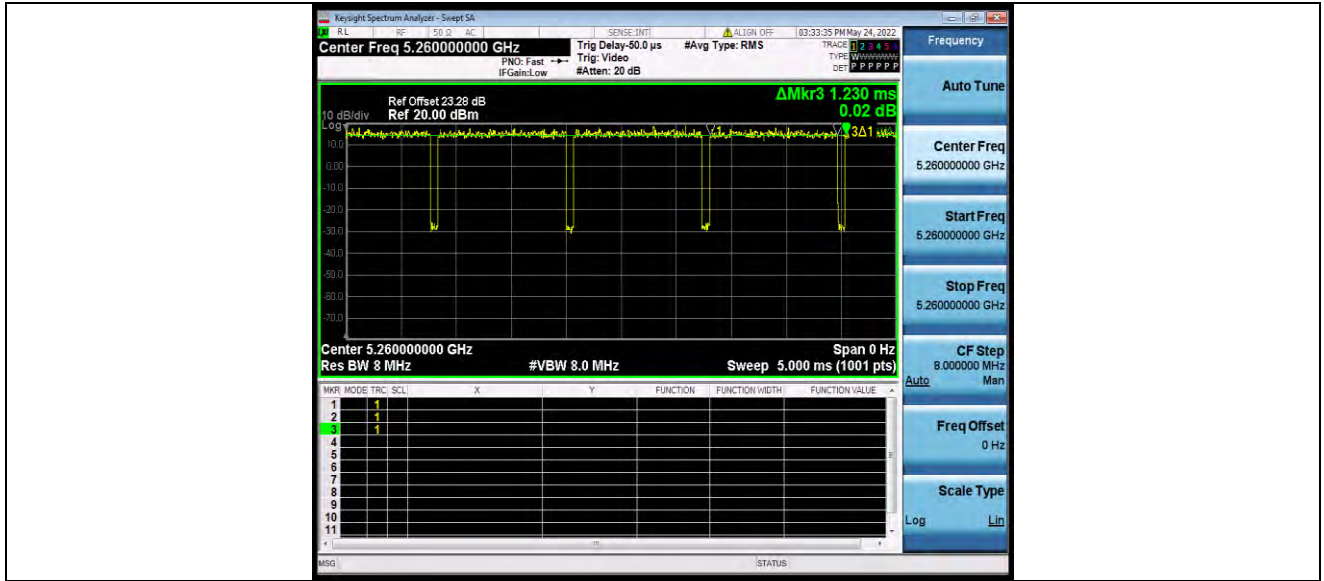 Keysight Spectrum Analyzer - Swept SA
RL RF 50 Ω AC SENSE:INT ALIGN OFF 03:33:35 PM May 24, 2022
Center Freq 5.260000000 GHz Trig Delay-50.0 µs #Avg Type: RMS TRACE 1 2 3 4 5 6
PNO: Fast Trig: Video TYPE WWWWWW
IFGain:Low #Atten: 20 dB DET P P P P P P
ΔMkr3 1.230 ms
Ref Offset 23.28 dB
10 dB/div Ref 20.00 dBm 0.02 dB
Log
1 3Δ1
10.0
0.00
-10.0
-20.0
-30.0
-40.0
-50.0
-60.0
-70.0
Center 5.260000000 GHz Span 0 Hz
Res BW 8 MHz #VBW 8.0 MHz Sweep 5.000 ms (1001 pts)
MKR MODE TRC SCL X Y FUNCTION FUNCTION WIDTH FUNCTION VALUE
1 1
2 1
3 1
4
5
6
7
8
9
10
11
MSG STATUS
Frequency
Auto Tune
Center Freq
5.260000000 GHz
Start Freq
5.260000000 GHz
Stop Freq
5.260000000 GHz
CF Step
8.000000 MHz
Auto Man
Freq Offset
0 Hz
Scale Type
Log Lin